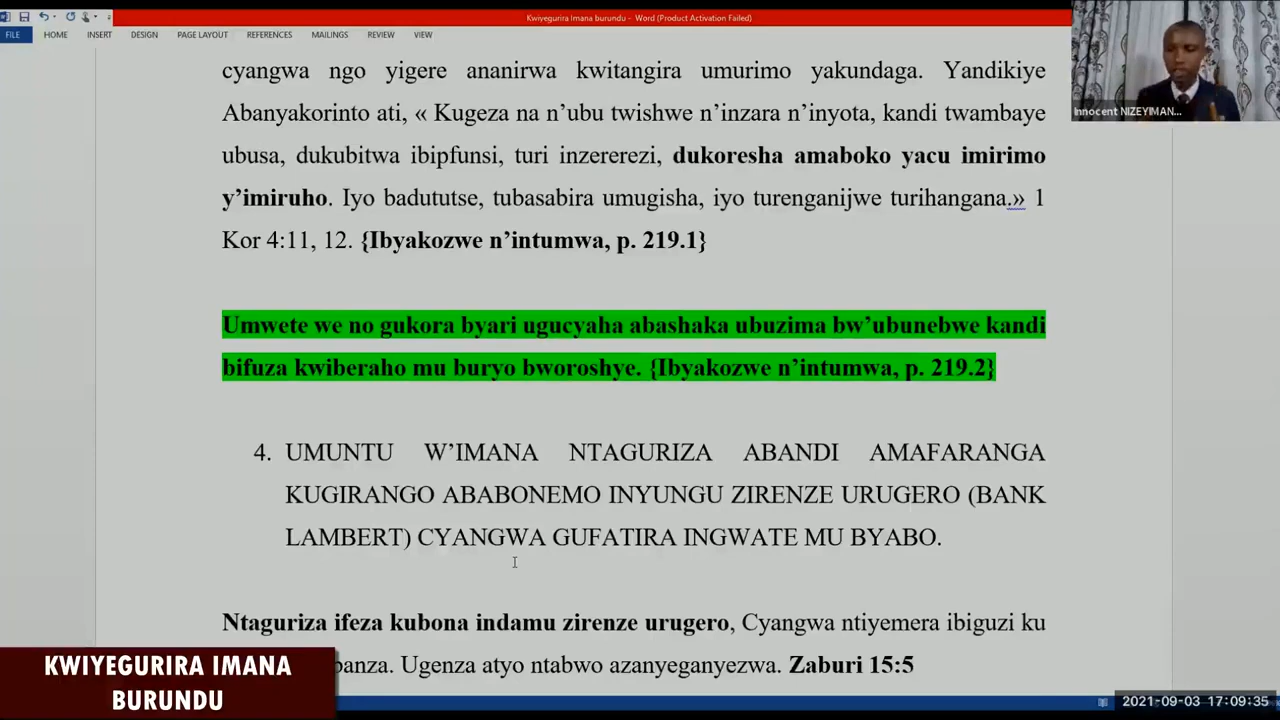 Kwiyegurira Imana burundu - Word (Product Activation Failed)
FILE HOME INSERT DESIGN PAGE LAYOUT REFERENCES MAILINGS REVIEW VIEW
cyangwa ngo yigere ananirwa kwitangira umurimo yakundaga. Yandikiye
Abanyakorinto ati, « Kugeza na n’ubu twishwe n’inzara n’inyota, kandi twambaye
ubusa, dukubitwa ibipfunsi, turi inzererezi, dukoresha amaboko yacu imirimo
y’imiruho. Iyo badututse, tubasabira umugisha, iyo turenganijwe turihangana.» 1
Kor 4:11, 12. {Ibyakozwe n’intumwa, p. 219.1}
Umwete we no gukora byari ugucyaha abashaka ubuzima bw’ubunebwe kandi
bifuza kwiberaho mu buryo bworoshye. {Ibyakozwe n’intumwa, p. 219.2}
4. UMUNTU W’IMANA NTAGURIZA ABANDI AMAFARANGA
KUGIRANGO ABABONEMO INYUNGU ZIRENZE URUGERO (BANK
LAMBERT) CYANGWA GUFATIRA INGWATE MU BYABO.
Ntaguriza ifeza kubona indamu zirenze urugero, Cyangwa ntiyemera ibiguzi ku
Ugenza atyo ntabwo azanyeganyezwa. Zaburi 15:5
Innocent NIZEYIMAN...
KWIYEGURIRA IMANA
BURUNDU
2021-09-03 17:09:35